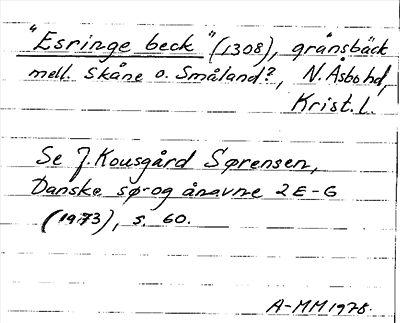 "Esringe beck" (1308), gränsbäck
mell. Skåne o. Småland?, N. Åsbo hd,
Krist. l.
Se J. Kousgård Sørensen,
Danske sø- og ånavne 2 E-G
(1973), s. 60.
A-MM 1978.